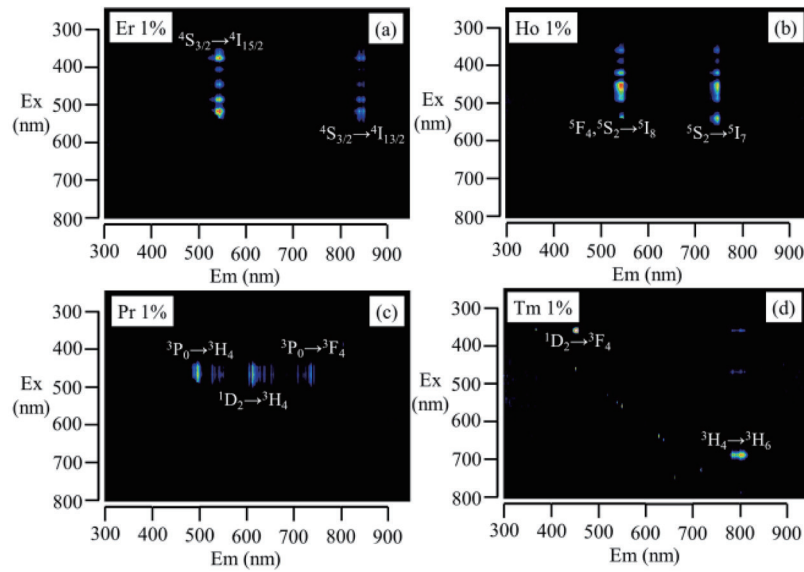 Er 1%
(a)
⁴S₃/₂→⁴I₁₅/₂
⁴S₃/₂→⁴I₁₃/₂
Ex
(nm)
300
400
500
600
700
800
300 400 500 600 700 800 900
Em (nm)
Ho 1%
(b)
⁵F₄,⁵S₂→⁵I₈
⁵S₂→⁵I₇
Ex
(nm)
300
400
500
600
700
800
300 400 500 600 700 800 900
Em (nm)
Pr 1%
(c)
³P₀→³H₄
³P₀→³F₄
¹D₂→³H₄
Ex
(nm)
300
400
500
600
700
800
300 400 500 600 700 800 900
Em (nm)
Tm 1%
(d)
¹D₂→³F₄
³H₄→³H₆
Ex
(nm)
300
400
500
600
700
800
300 400 500 600 700 800 900
Em (nm)